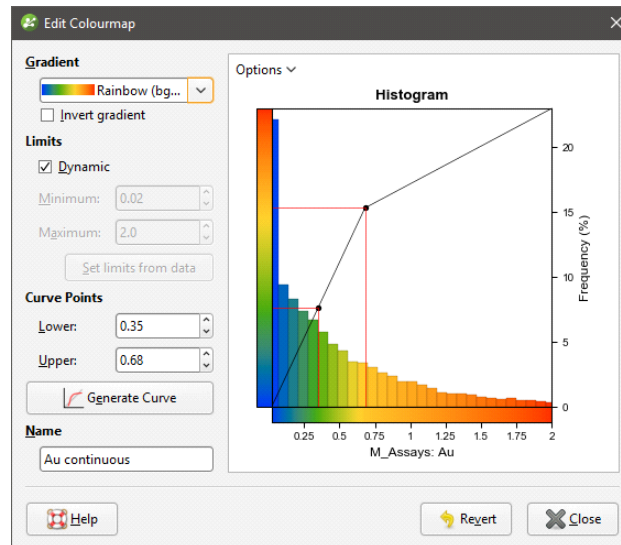 Edit Colourmap
Gradient
Rainbow (bg...
Invert gradient
Limits
Dynamic
Minimum: 0.02
Maximum: 2.0
Set limits from data
Curve Points
Lower: 0.35
Upper: 0.68
Generate Curve
Name
Au continuous
Options
Histogram
20
15
10
5
0
Frequency (%)
0.25 0.5 0.75 1 1.25 1.5 1.75 2
M_Assays: Au
Help
Revert
Close